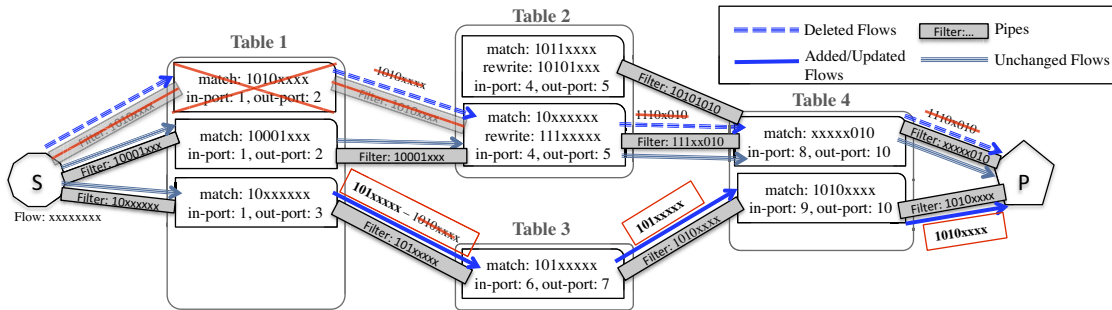 Table 1
Table 2
Table 3
Table 4
Deleted Flows
Filter:...
Pipes
Added/Updated
Flows
Unchanged Flows
S
Flow: xxxxxxxx
Filter: 1010xxxx
Filter: 10001xxx
Filter: 10xxxxxx
match: 1010xxxx
in-port: 1, out-port: 2
match: 10001xxx
in-port: 1, out-port: 2
match: 10xxxxxx
in-port: 1, out-port: 3
1010xxxx
Filter: 1010xxxx
Filter: 10001xxx
101xxxxx – 1010xxxx
Filter: 101xxxxx
match: 1011xxxx
rewrite: 10101xxx
in-port: 4, out-port: 5
match: 10xxxxxx
rewrite: 111xxxxx
in-port: 4, out-port: 5
match: 101xxxxx
in-port: 6, out-port: 7
Filter: 10101010
1110x010
Filter: 111xx010
101xxxxx
Filter: 1010xxxx
match: xxxxx010
in-port: 8, out-port: 10
match: 1010xxxx
in-port: 9, out-port: 10
1110x010
Filter: xxxxx010
Filter: 1010xxxx
1010xxxx
P